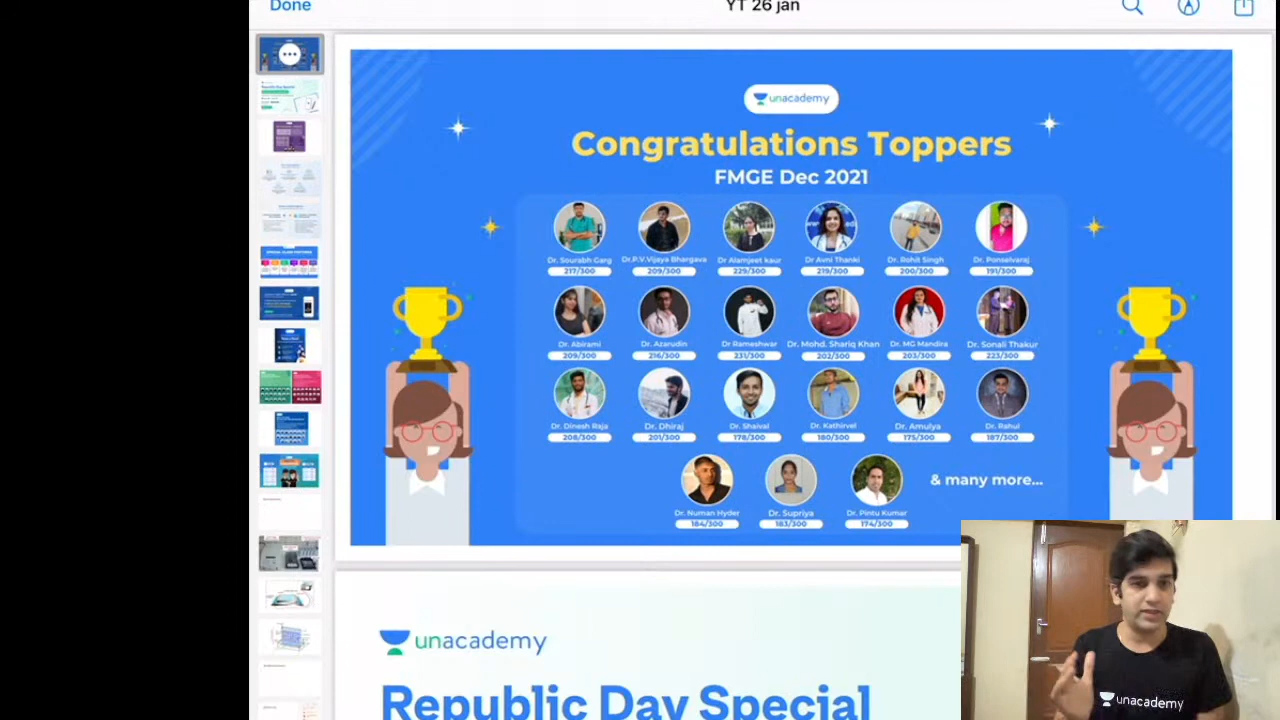 Done
YT 26 jan
unacademy
Congratulations Toppers
FMGE Dec 2021
Dr. Sourabh Garg
217/300
Dr.P.V.Vijaya Bhargava
209/300
Dr Alamjeet kaur
229/300
Dr Avni Thanki
219/300
Dr. Rohit Singh
200/300
Dr. Ponselvaraj
191/300
Dr. Abirami
209/300
Dr. Azarudin
216/300
Dr Rameshwar
231/300
Dr. Mohd. Shariq Khan
202/300
Dr. MG Mandira
203/300
Dr. Sonali Thakur
223/300
Dr. Dinesh Raja
208/300
Dr. Dhiraj
201/300
Dr. Shaival
178/300
Dr. Kathirvel
180/300
Dr. Amulya
175/300
Dr. Rahul
187/300
Dr. Numan Hyder
184/300
Dr. Supriya
183/300
Dr. Pintu Kumar
174/300
& many more...
unacademy
Republic Day Special
unacademy